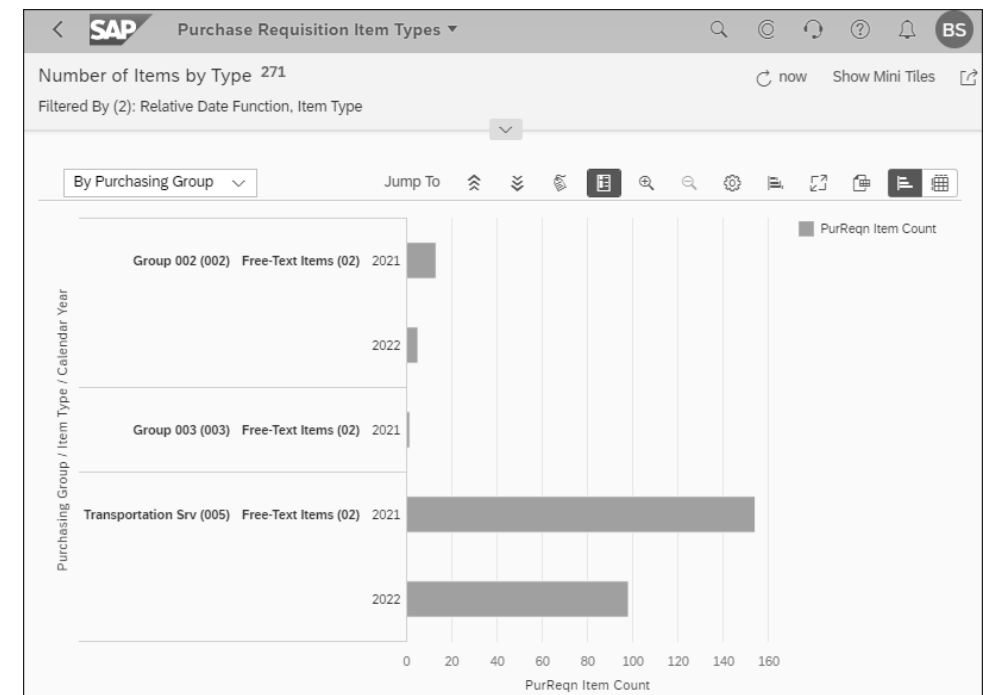 SAP Purchase Requisition Item Types BS
Number of Items by Type 271
now Show Mini Tiles
Filtered By (2): Relative Date Function, Item Type
By Purchasing Group Jump To
PurReqn Item Count
Purchasing Group / Item Type / Calendar Year
Group 002 (002) Free-Text Items (02) 2021
2022
Group 003 (003) Free-Text Items (02) 2021
Transportation Srv (005) Free-Text Items (02) 2021
2022
0 20 40 60 80 100 120 140 160
PurReqn Item Count